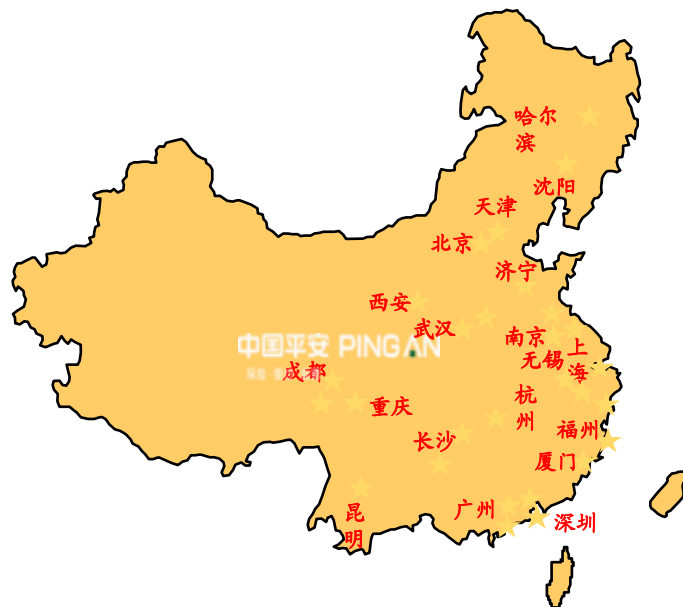 哈尔
滨
沈阳
天津
北京
济宁
西安
武汉
南京
无锡
上
海
中国平安 PING AN
成都
杭
州
重庆
福州
长沙
厦门
广州
昆
明
深圳